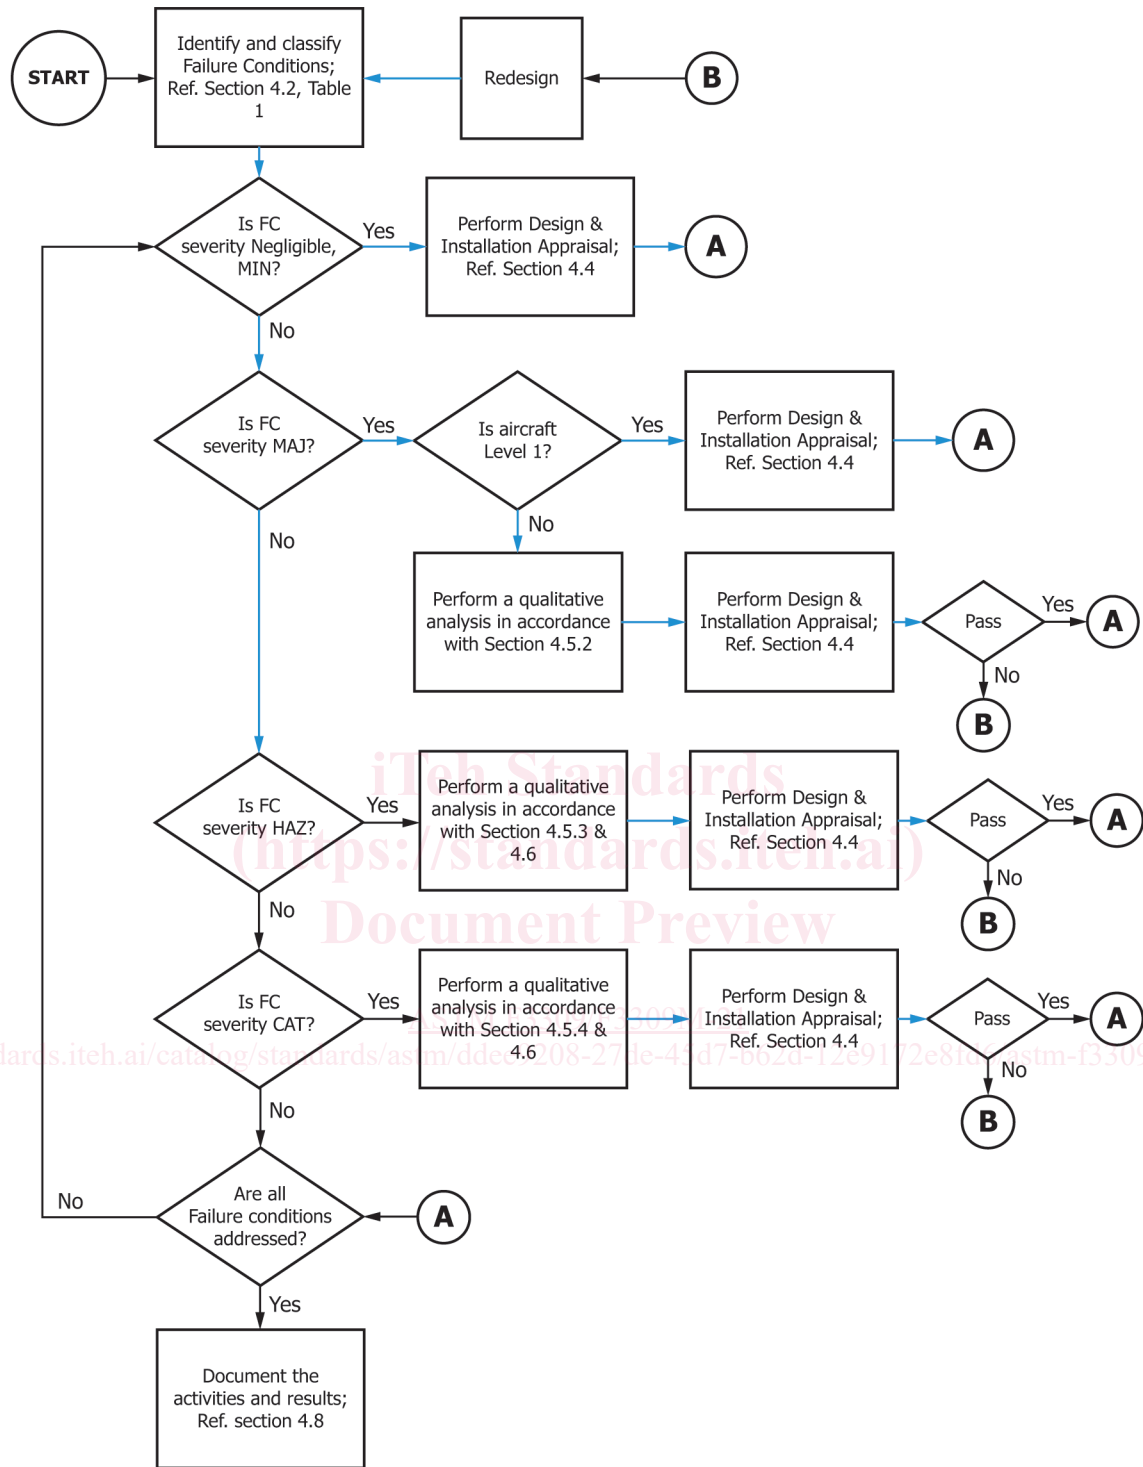 START
Identify and classify
Failure Conditions;
Ref. Section 4.2, Table
1
Redesign
B
Is FC
severity Negligible,
MIN?
Yes
Perform Design &
Installation Appraisal;
Ref. Section 4.4
A
No
Is FC
severity MAJ?
Yes
Is aircraft
Level 1?
Yes
Perform Design &
Installation Appraisal;
Ref. Section 4.4
A
No
No
Perform a qualitative
analysis in accordance
with Section 4.5.2
Perform Design &
Installation Appraisal;
Ref. Section 4.4
Pass
Yes
A
No
B
iTeh Standards
(https://standards.iteh.ai)
Document Preview
Is FC
severity HAZ?
Yes
Perform a qualitative
analysis in accordance
with Section 4.5.3 &
4.6
Perform Design &
Installation Appraisal;
Ref. Section 4.4
Pass
Yes
A
No
B
No
Is FC
severity CAT?
Yes
Perform a qualitative
analysis in accordance
with Section 4.5.4 &
4.6
Perform Design &
Installation Appraisal;
Ref. Section 4.4
Pass
Yes
A
No
B
No
Are all
Failure conditions
addressed?
A
No
Yes
Document the
activities and results;
Ref. section 4.8